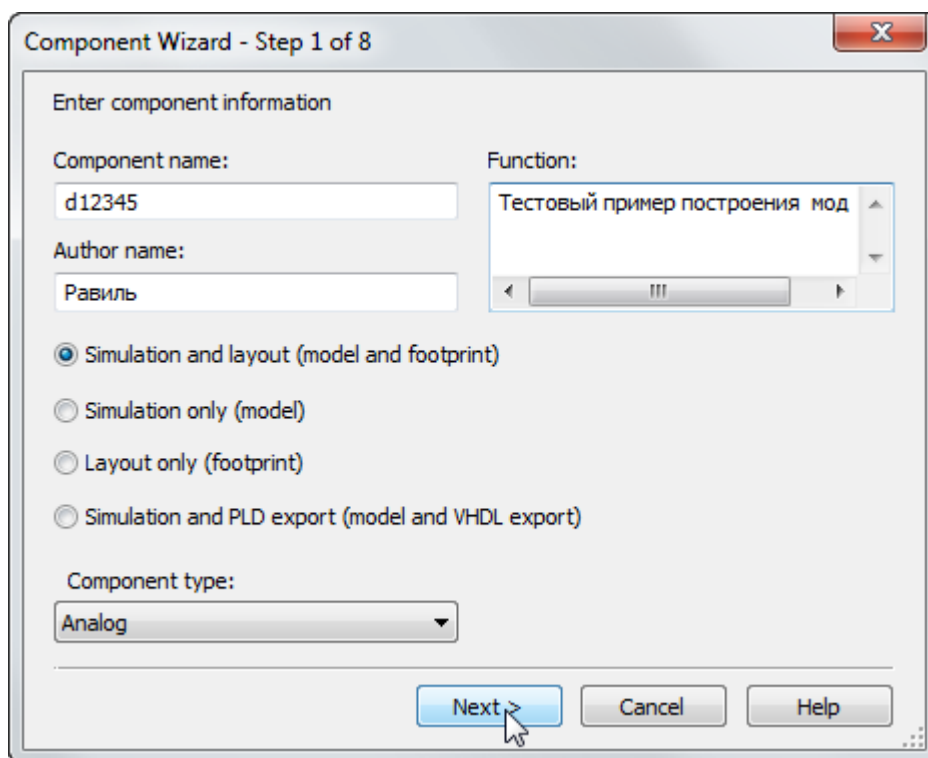 Component Wizard - Step 1 of 8
Enter component information
Component name:
d12345
Function:
Тестовый пример построения мод
Author name:
Равиль
Simulation and layout (model and footprint)
Simulation only (model)
Layout only (footprint)
Simulation and PLD export (model and VHDL export)
Component type:
Analog
Next >
Cancel
Help